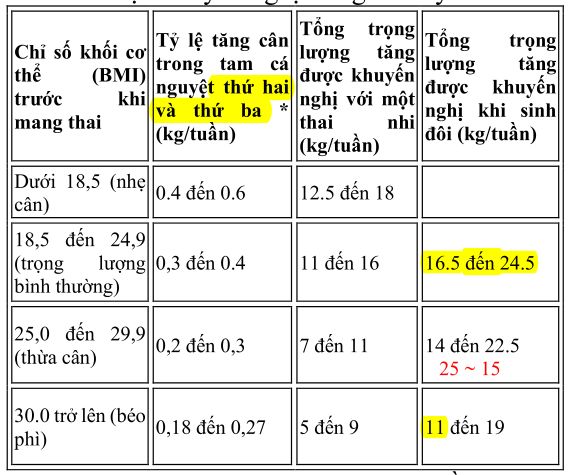 Chỉ số khối cơ
thể (BMI)
trước khi
mang thai
Tỷ lệ tăng cân
trong tam cá
nguyệt thứ hai
và thứ ba *
(kg/tuần)
Tổng trọng
lượng tăng
được khuyến
nghị với một
thai nhi
(kg/tuần)
Tổng trọng
lượng tăng
được khuyến
nghị khi sinh
đôi (kg/tuần)
Dưới 18,5 (nhẹ
cân)
0.4 đến 0.6
12.5 đến 18
18,5 đến 24,9
(trọng lượng
bình thường)
0,3 đến 0.4
11 đến 16
16.5 đến 24.5
25,0 đến 29,9
(thừa cân)
0,2 đến 0,3
7 đến 11
14 đến 22.5
25 ~ 15
30.0 trở lên (béo
phì)
0,18 đến 0,27
5 đến 9
11 đến 19